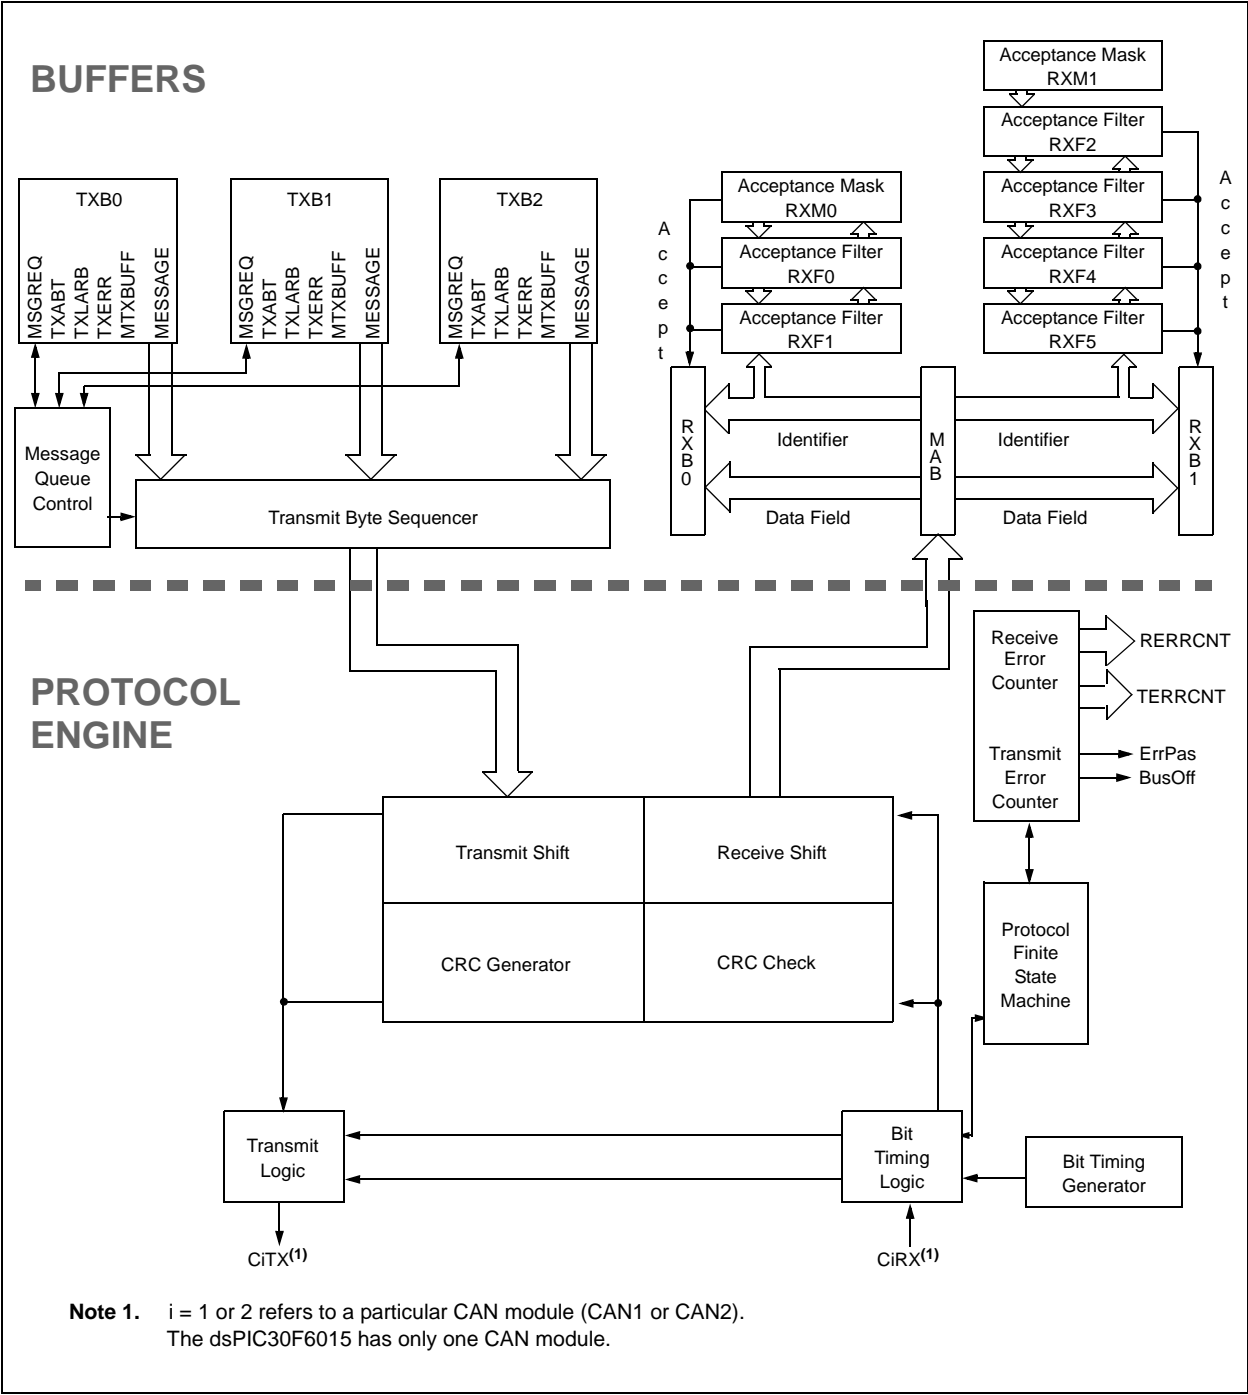 BUFFERS
Acceptance Mask
RXM1
Acceptance Filter
RXF2
Acceptance Filter
RXF3
Acceptance Filter
RXF4
Acceptance Filter
RXF5
Accept
Acceptance Mask
RXM0
Acceptance Filter
RXF0
Acceptance Filter
RXF1
Accept
TXB0
MSGREQ
TXABT
TXLARB
TXERR
MTXBUFF
MESSAGE
TXB1
MSGREQ
TXABT
TXLARB
TXERR
MTXBUFF
MESSAGE
TXB2
MSGREQ
TXABT
TXLARB
TXERR
MTXBUFF
MESSAGE
Message
Queue
Control
Transmit Byte Sequencer
RXB0
Identifier
Data Field
MAB
Identifier
Data Field
RXB1
PROTOCOL
ENGINE
Receive
Error
Counter
Transmit
Error
Counter
RERRCNT
TERRCNT
ErrPas
BusOff
Transmit Shift
Receive Shift
CRC Generator
CRC Check
Protocol
Finite
State
Machine
Transmit
Logic
Bit
Timing
Logic
Bit Timing
Generator
CiTX(1)
CiRX(1)
Note 1. i = 1 or 2 refers to a particular CAN module (CAN1 or CAN2).
The dsPIC30F6015 has only one CAN module.